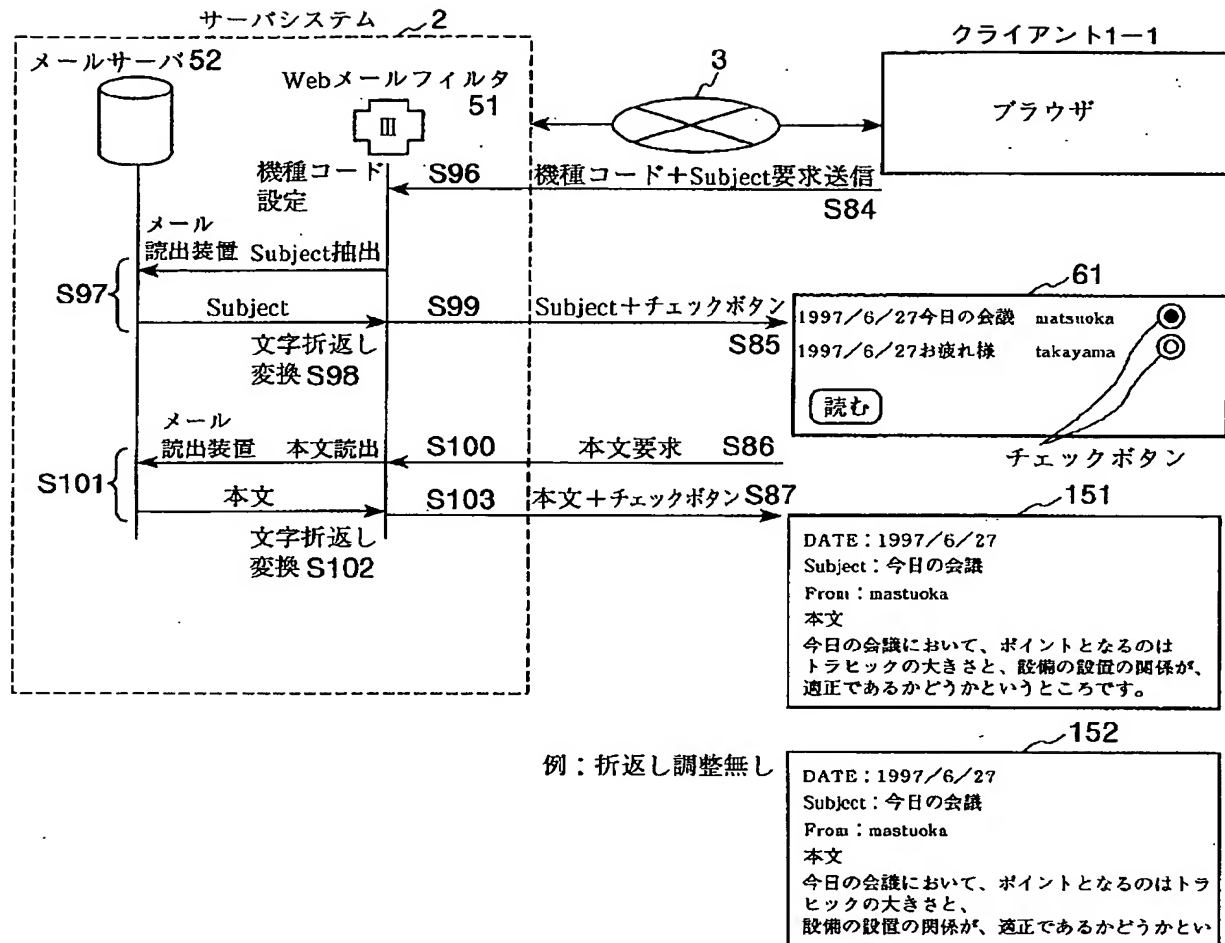 サーバシステム 2
クライアント1-1
メールサーバ52
Webメールフィルタ
51
3
ブラウザ
III
機種コード
設定
S96
機種コード+Subject要求送信
S84
メール
読出装置
Subject抽出
S97
61
Subject
S99
Subject+チェックボタン
S85
1997/6/27今日の会議 matsuoka
1997/6/27お疲れ様 takayama
文字折返し
変換 S98
読む
チェックボタン
メール
読出装置
本文読出
S100
本文要求
S86
S101
本文
S103
本文+チェックボタン S87
文字折返し
変換 S102
151
DATE:1997/6/27
Subject:今日の会議
From:mastuoka
本文
今日の会議において、ポイントとなるのは
トラヒックの大きさと、設備の設置の関係が、
適正であるかどうかというところです。
152
例:折返し調整無し
DATE:1997/6/27
Subject:今日の会議
From:mastuoka
本文
今日の会議において、ポイントとなるのはトラ
ヒックの大きさと、
設備の設置の関係が、適正であるかどうかとい